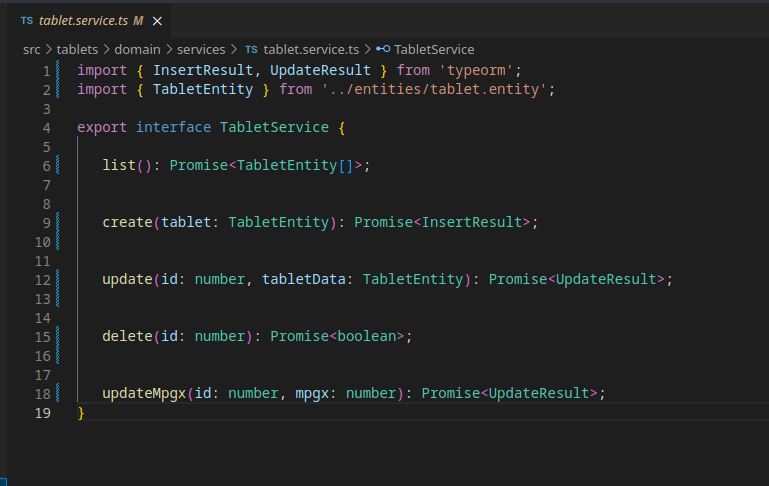 TS tablet.service.ts M ×
src > tablets > domain > services > TS tablet.service.ts > TabletService
1 import { InsertResult, UpdateResult } from 'typeorm';
2 import { TabletEntity } from '../entities/tablet.entity';
3
4 export interface TabletService {
5
6 list(): Promise<TabletEntity[]>;
7
8
9 create(tablet: TabletEntity): Promise<InsertResult>;
10
11
12 update(id: number, tabletData: TabletEntity): Promise<UpdateResult>;
13
14
15 delete(id: number): Promise<boolean>;
16
17
18 updateMpgx(id: number, mpgx: number): Promise<UpdateResult>;
19 }